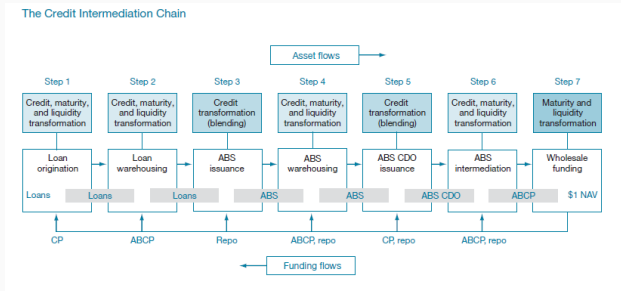 The Credit Intermediation Chain
Asset flows
Step 1
Step 2
Step 3
Step 4
Step 5
Step 6
Step 7
Credit, maturity,
and liquidity
transformation
Credit, maturity,
and liquidity
transformation
Credit
transformation
(blending)
Credit, maturity,
and liquidity
transformation
Credit
transformation
(blending)
Credit, maturity,
and liquidity
transformation
Maturity and
liquidity
transformation
Loan
origination
Loan
warehousing
ABS
issuance
ABS
warehousing
ABS CDO
issuance
ABS
intermediation
Wholesale
funding
Loans
Loans
Loans
ABS
ABS
ABS CDO
ABCP
$1 NAV
CP
ABCP
Repo
ABCP, repo
CP, repo
ABCP, repo
Funding flows